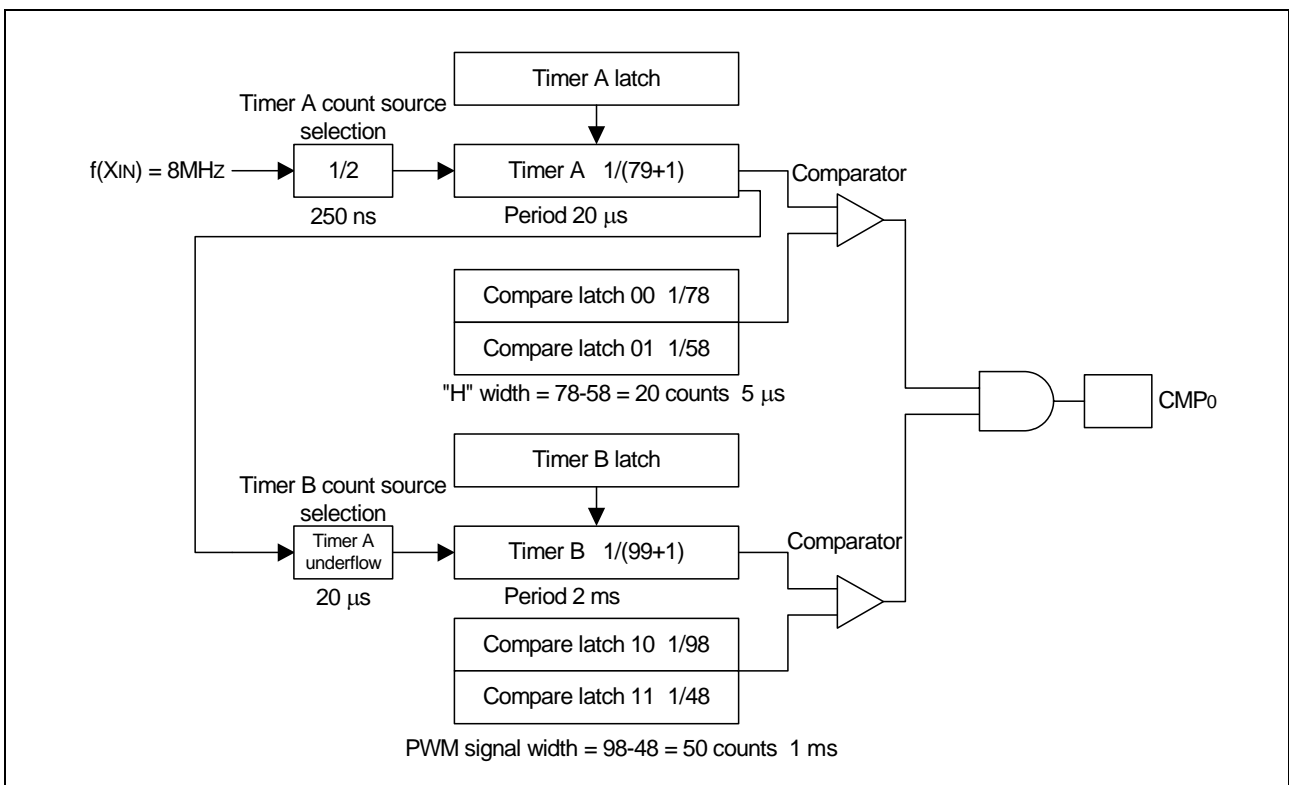 Timer A latch
Timer A count source
selection
f(XIN) = 8MHz
1/2
Timer A 1/(79+1)
Comparator
250 ns
Period 20 μs
Compare latch 00 1/78
Compare latch 01 1/58
"H" width = 78-58 = 20 counts 5 μs
CMP0
Timer B latch
Timer B count source
selection
Timer A
underflow
Timer B 1/(99+1)
Comparator
20 μs
Period 2 ms
Compare latch 10 1/98
Compare latch 11 1/48
PWM signal width = 98-48 = 50 counts 1 ms